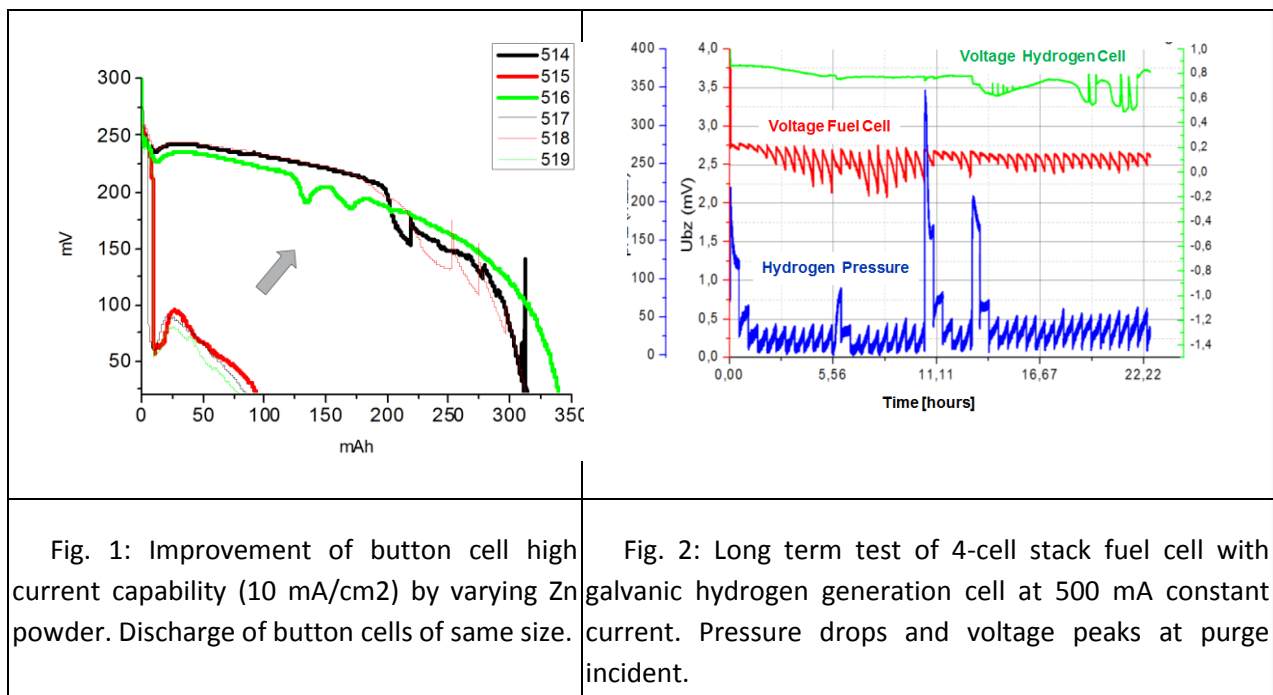 514
515
516
517
518
519
300
250
200
150
100
50
mV
0 50 100 150 200 250 300 350
mAh
400
350
300
250
200
150
100
50
0
4,0
3,5
3,0
2,5
2,0
1,5
1,0
0,5
0,0
Ubz (mV)
Voltage Hydrogen Cell
Voltage Fuel Cell
Hydrogen Pressure
1,0
0,8
0,6
0,4
0,2
0,0
-0,2
-0,4
-0,6
-0,8
-1,0
-1,2
-1,4
0,00 5,56 11,11 16,67 22,22
Time [hours]
Fig. 1: Improvement of button cell high
current capability (10 mA/cm2) by varying Zn
powder. Discharge of button cells of same size.
Fig. 2: Long term test of 4-cell stack fuel cell with
galvanic hydrogen generation cell at 500 mA constant
current. Pressure drops and voltage peaks at purge
incident.